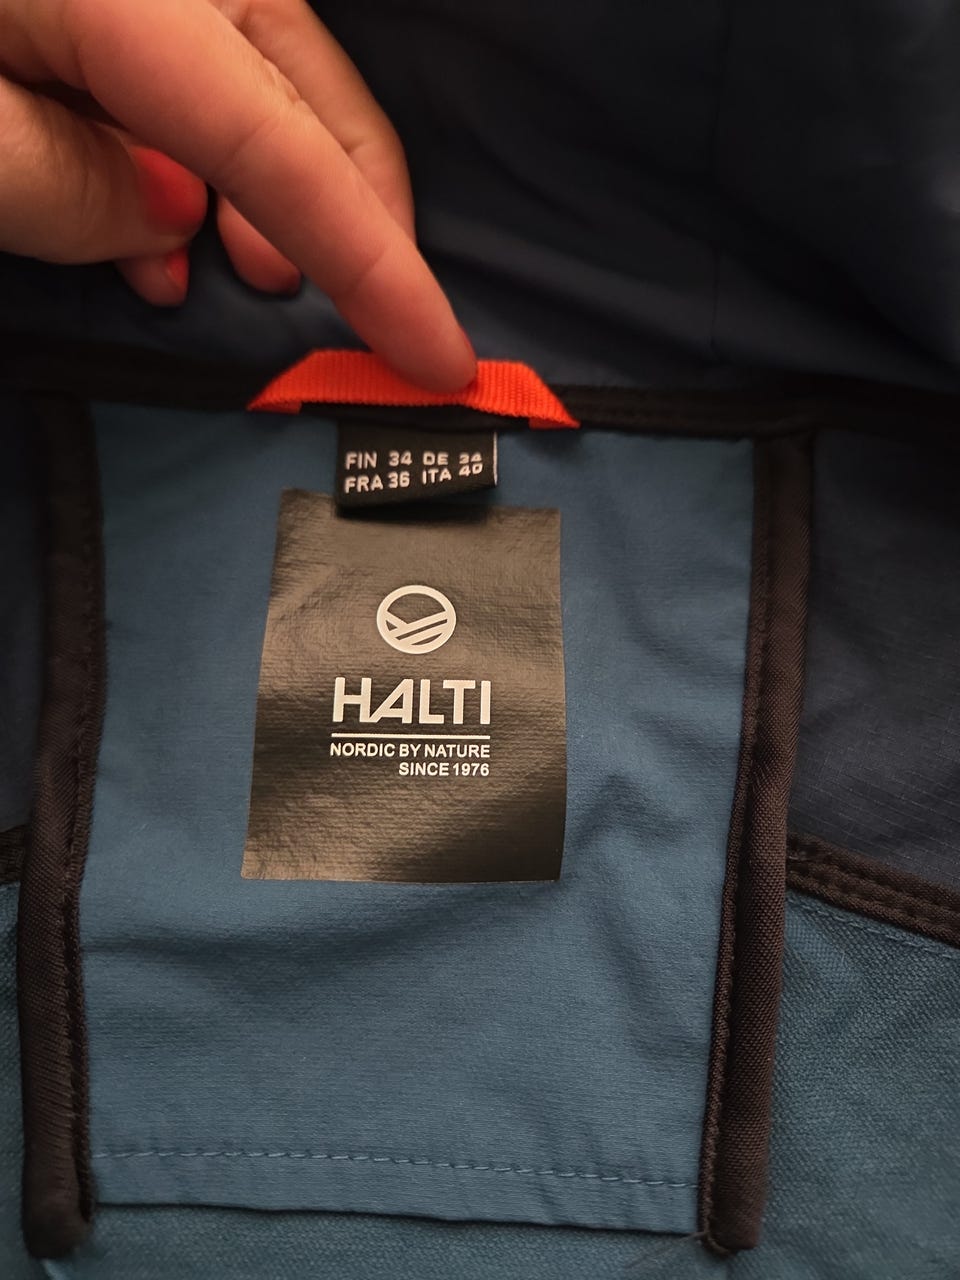 FIN 34 DE 34
FRA 36 ITA 40
HALTI
NORDIC BY NATURE
SINCE 1976